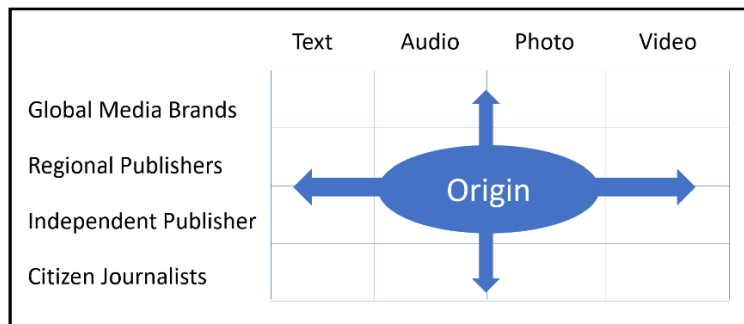 Text Audio Photo Video
Global Media Brands
Regional Publishers
Origin
Independent Publisher
Citizen Journalists